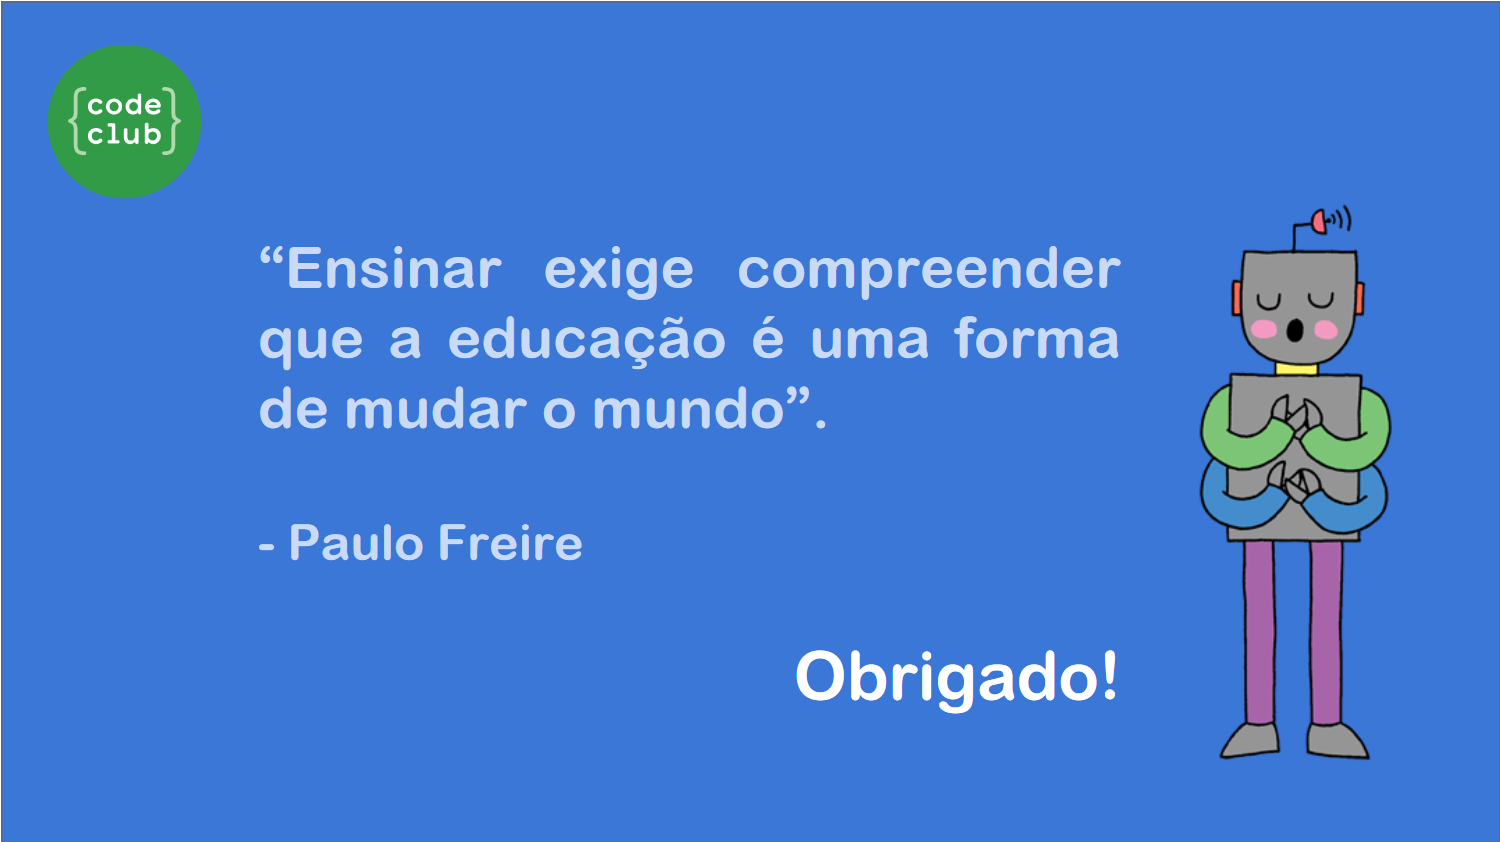 {code
club}
“Ensinar exige compreender
que a educação é uma forma
de mudar o mundo”.
- Paulo Freire
Obrigado!